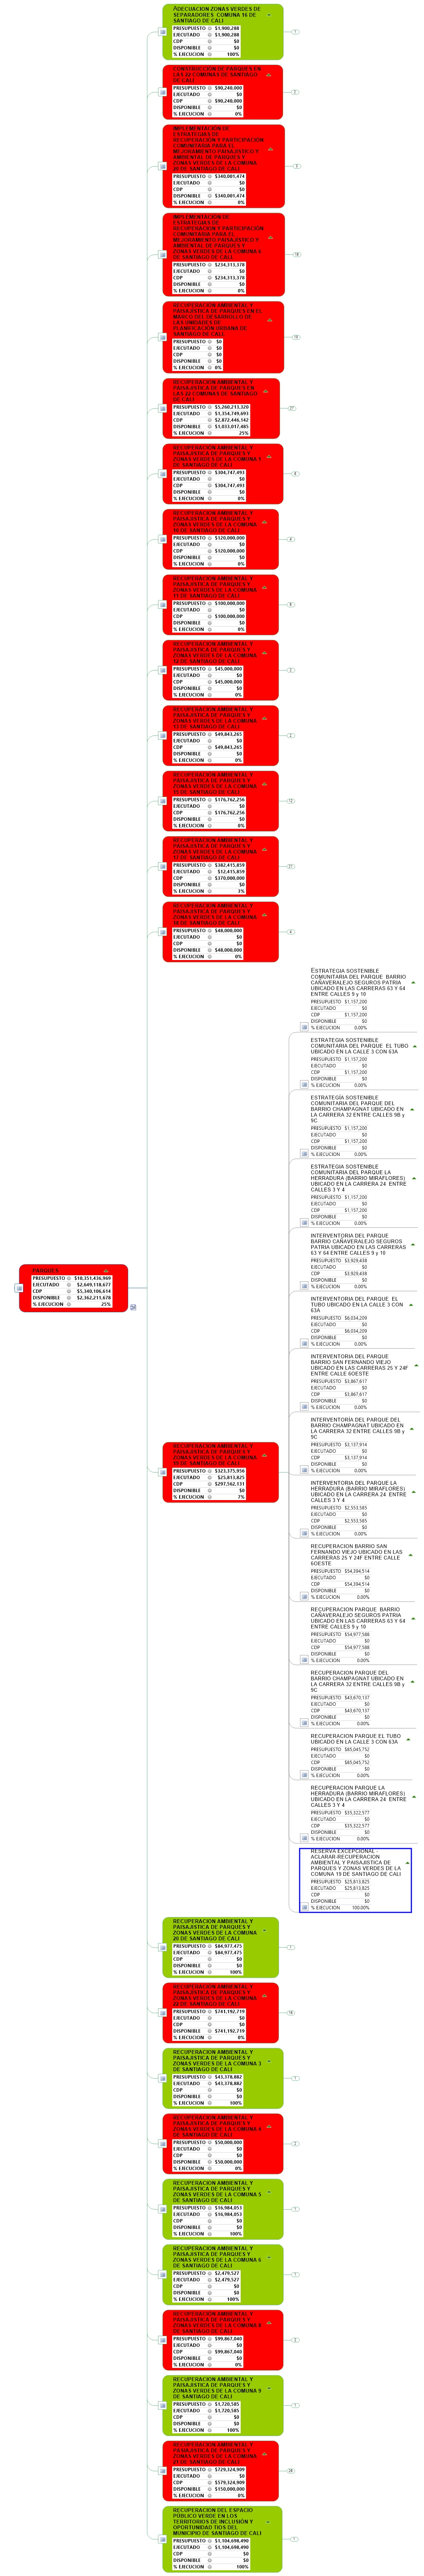 ADECUACION ZONAS VERDES DE
SEPARADORES COMUNA 16 DE
SANTIAGO DE CALI
PRESUPUESTO $1,900,288
EJECUTADO $1,900,288
CDP $0
DISPONIBLE $0
% EJECUCION 100%
1
CONSTRUCCIÓN DE PARQUES EN
LAS 22 COMUNAS DE SANTIAGO
DE CALI
PRESUPUESTO $90,240,000
EJECUTADO $0
CDP $90,240,000
DISPONIBLE $0
% EJECUCION 0%
IMPLEMENTACIÓN DE
ESTRATEGIAS DE
RECUPERACIÓN Y PARTICIPACIÓN
COMUNITARIA PARA EL
MEJORAMIENTO PAISAJISTICO Y
AMBIENTAL DE PARQUES Y
ZONAS VERDES DE LA COMUNA
20 DE SANTIAGO DE CALI
PRESUPUESTO $340,001,474
EJECUTADO $0
CDP $0
DISPONIBLE $340,001,474
% EJECUCION 0%
IMPLEMENTACIÓN DE
ESTRATEGIAS DE
RECUPERACIÓN Y PARTICIPACIÓN
COMUNITARIA PARA EL
MEJORAMIENTO PAISAJISTICO Y
AMBIENTAL DE PARQUES Y
ZONAS VERDES DE LA COMUNA 6
DE SANTIAGO DE CALI
PRESUPUESTO $234,313,378
EJECUTADO $0
CDP $234,313,378
DISPONIBLE $0
% EJECUCION 0%
RECUPERACION AMBIENTAL Y
PAISAJISTICA DE PARQUES EN EL
MARCO DEL DESARROLLO DE
LAS UNIDADES DE
PLANIFICACIÓN URBANA DE
SANTIAGO DE CALI
PRESUPUESTO $0
EJECUTADO $0
CDP $0
DISPONIBLE $0
% EJECUCION 0%
RECUPERACIÓN AMBIENTAL Y
PAISAJISTICA DE PARQUES EN
LAS 22 COMUNAS DE SANTIAGO
DE CALI
PRESUPUESTO $5,260,213,320
EJECUTADO $1,354,749,693
CDP $2,872,446,142
DISPONIBLE $1,033,017,485
% EJECUCION 25%
27
RECUPERACION AMBIENTAL Y
PAISAJISTICA DE PARQUES Y
ZONAS VERDES DE LA COMUNA
DE SANTIAGO DE CALI
PRESUPUESTO $304,747,493
EJECUTADO $0
CDP $304,747,493
DISPONIBLE $0
% EJECUCION 0%
RECUPERACION AMBIENTAL Y
PAISAJISTICA DE PARQUES Y
ZONAS VERDES DE LA COMUNA
10 DE SANTIAGO DE CALI
PRESUPUESTO $120,000,000
EJECUTADO $0
CDP $120,000,000
DISPONIBLE $0
% EJECUCION 0%
4
RECUPERACION AMBIENTAL Y
PAISAJISTICA DE PARQUES Y
ZONAS VERDES DE LA COMUNA
11 DE SANTIAGO DE CALI
PRESUPUESTO $100,000,000
EJECUTADO $0
CDP $100,000,000
DISPONIBLE $0
% EJECUCION 0%
RECUPERACION AMBIENTAL Y
PAISAJISTICA DE PARQUES Y
ZONAS VERDES DE LA COMUNA
12 DE SANTIAGO DE CALI
PRESUPUESTO $45,000,000
EJECUTADO $0
CDP $45,000,000
DISPONIBLE $0
% EJECUCION 0%
2
RECUPERACION AMBIENTAL Y
PAISAJISTICA DE PARQUES Y
ZONAS VERDES DE LA COMUNA
13 DE SANTIAGO DE CALI
PRESUPUESTO $49,843,265
EJECUTADO $0
CDP $49,843,265
DISPONIBLE $0
% EJECUCION 0%
2
RECUPERACION AMBIENTAL Y
PAISAJISTICA DE PARQUES Y
ZONAS VERDES DE LA COMUNA
15 DE SANTIAGO DE CALI
PRESUPUESTO $176,762,256
EJECUTADO $0
CDP $176,762,256
DISPONIBLE $0
% EJECUCION 0%
RECUPERACION AMBIENTAL Y
PAISAJISTICA DE PARQUES Y
ZONAS VERDES DE LA COMUNA
17 DE SANTIAGO DE CALI
PRESUPUESTO $382,415,859
EJECUTADO $12,415,859
CDP $370,000,000
DISPONIBLE $0
% EJECUCION 3%
21
RECUPERACION AMBIENTAL Y
PAISAJISTICA DE PARQUES Y
ZONAS VERDES DE LA COMUNA
18 DE SANTIAGO DE CALI
PRESUPUESTO $48,000,000
EJECUTADO $0
CDP $0
DISPONIBLE $48,000,000
% EJECUCION 0%
4
PARQUES
PRESUPUESTO $10,351,436,969
EJECUTADO $2,649,118,677
CDP $5,340,106,614
DISPONIBLE $2,362,211,678
% EJECUCION 25%
RECUPERACION AMBIENTAL Y
PAISAJISTICA DE PARQUES Y
ZONAS VERDES DE LA COMUNA
19 DE SANTIAGO DE CALI
PRESUPUESTO $323,375,956
EJECUTADO $25,813,825
CDP $297,562,131
DISPONIBLE $0
% EJECUCION 7%
ESTRATEGIA SOSTENIBLE
COMUNITARIA DEL PARQUE BARRIO
CAÑAVERALEJO SEGUROS PATRIA
UBICADO EN LAS CARRERAS 63 Y 64
ENTRE CALLES 9 y 10
PRESUPUESTO $1,157,200
EJECUTADO $0
CDP $1,157,200
DISPONIBLE $0
% EJECUCION 0.00%
ESTRATEGIA SOSTENIBLE
COMUNITARIA DEL PARQUE EL TUBO
UBICADO EN LA CALLE 3 CON 63A
PRESUPUESTO $1,157,200
EJECUTADO $0
CDP $1,157,200
DISPONIBLE $0
% EJECUCION 0.00%
ESTRATEGÍA SOSTENIBLE
COMUNITARIA DEL PARQUE DEL
BARRIO CHAMPAGNAT UBICADO EN
LA CARRERA 32 ENTRE CALLES 9B y
9C
PRESUPUESTO $1,157,200
EJECUTADO $0
CDP $1,157,200
DISPONIBLE $0
% EJECUCION 0.00%
ESTRATEGIA SOSTENIBLE
COMUNITARIA DEL PARQUE LA
HERRADURA (BARRIO MIRAFLORES)
UBICADO EN LA CARRERA 24 ENTRE
CALLES 3 Y 4
PRESUPUESTO $1,157,200
EJECUTADO $0
CDP $1,157,200
DISPONIBLE $0
% EJECUCION 0.00%
INTERVENTORIA DEL PARQUE
BARRIO CAÑAVERALEJO SEGUROS
PATRIA UBICADO EN LAS CARRERAS
63 Y 64 ENTRE CALLES 9 y 10
PRESUPUESTO $3,929,438
EJECUTADO $0
CDP $3,929,438
DISPONIBLE $0
% EJECUCION 0.00%
INTERVENTORIA DEL PARQUE EL
TUBO UBICADO EN LA CALLE 3 CON
63A
PRESUPUESTO $6,034,209
EJECUTADO $0
CDP $6,034,209
DISPONIBLE $0
% EJECUCION 0.00%
INTERVENTORIA DEL PARQUE
BARRIO SAN FERNANDO VIEJO
UBICADO EN LAS CARRERAS 25 Y 24F
ENTRE CALLE 6OESTE
PRESUPUESTO $3,867,617
EJECUTADO $0
CDP $3,867,617
DISPONIBLE $0
% EJECUCION 0.00%
INTERVENTORÍA DEL PARQUE DEL
BARRIO CHAMPAGNAT UBICADO EN
LA CARRERA 32 ENTRE CALLES 9B y
9C
PRESUPUESTO $3,137,914
EJECUTADO $0
CDP $3,137,914
DISPONIBLE $0
% EJECUCION 0.00%
INTERVENTORIA DEL PARQUE LA
HERRADURA (BARRIO MIRAFLORES)
UBICADO EN LA CARRERA 24 ENTRE
CALLES 3 Y 4
PRESUPUESTO $2,553,585
EJECUTADO $0
CDP $2,553,585
DISPONIBLE $0
% EJECUCION 0.00%
RECUPERACION BARRIO SAN
FERNANDO VIEJO UBICADO EN LAS
CARRERAS 25 Y 24F ENTRE CALLE
6OESTE
PRESUPUESTO $54,394,514
EJECUTADO $0
CDP $54,394,514
DISPONIBLE $0
% EJECUCION 0.00%
RECUPERACION PARQUE BARRIO
CAÑAVERALEJO SEGUROS PATRIA
UBICADO EN LAS CARRERAS 63 Y 64
ENTRE CALLES 9 y 10
PRESUPUESTO $54,977,588
EJECUTADO $0
CDP $54,977,588
DISPONIBLE $0
% EJECUCION 0.00%
RECUPERACION PARQUE DEL
BARRIO CHAMPAGNAT UBICADO EN
LA CARRERA 32 ENTRE CALLES 9B y
9C
PRESUPUESTO $43,670,137
EJECUTADO $0
CDP $43,670,137
DISPONIBLE $0
% EJECUCION 0.00%
RECUPERACION PARQUE EL TUBO
UBICADO EN LA CALLE 3 CON 63A
PRESUPUESTO $85,045,752
EJECUTADO $0
CDP $85,045,752
DISPONIBLE $0
% EJECUCION 0.00%
RECUPERACION PARQUE LA
HERRADURA (BARRIO MIRAFLORES)
UBICADO EN LA CARRERA 24 ENTRE
CALLES 3 Y 4
PRESUPUESTO $35,322,577
EJECUTADO $0
CDP $35,322,577
DISPONIBLE $0
% EJECUCION 0.00%
RESERVA EXCEPCIONAL -
ACLARAR-RECUPERACION
AMBIENTAL Y PAISAJISTICA DE
PARQUES Y ZONAS VERDES DE LA
COMUNA 19 DE SANTIAGO DE CALI
PRESUPUESTO $25,813,825
EJECUTADO $25,813,825
CDP $0
DISPONIBLE $0
% EJECUCION 100.00%
RECUPERACION AMBIENTAL Y
PAISAJISTICA DE PARQUES Y
ZONAS VERDES DE LA COMUNA
20 DE SANTIAGO DE CALI
PRESUPUESTO $84,977,475
EJECUTADO $84,977,475
CDP $0
DISPONIBLE $0
% EJECUCION 100%
1
RECUPERACION AMBIENTAL Y
PAISAJISTICA DE PARQUES Y
ZONAS VERDES DE LA COMUNA
22 DE SANTIAGO DE CALI
PRESUPUESTO $741,192,719
EJECUTADO $0
CDP $0
DISPONIBLE $741,192,719
% EJECUCION 0%
RECUPERACION AMBIENTAL Y
PAISAJISTICA DE PARQUES Y
ZONAS VERDES DE LA COMUNA 3
DE SANTIAGO DE CALI
PRESUPUESTO $43,378,882
EJECUTADO $43,378,882
CDP $0
DISPONIBLE $0
% EJECUCION 100%
1
RECUPERACION AMBIENTAL Y
PAISAJISTICA DE PARQUES Y
ZONAS VERDES DE LA COMUNA 4
DE SANTIAGO DE CALI
PRESUPUESTO $50,000,000
EJECUTADO $0
CDP $0
DISPONIBLE $50,000,000
% EJECUCION 0%
2
RECUPERACION AMBIENTAL Y
PAISAJISTICA DE PARQUES Y
ZONAS VERDES DE LA COMUNA 5
DE SANTIAGO DE CALI
PRESUPUESTO $16,984,053
EJECUTADO $16,984,053
CDP $0
DISPONIBLE $0
% EJECUCION 100%
1
RECUPERACION AMBIENTAL Y
PAISAJISTICA DE PARQUES Y
ZONAS VERDES DE LA COMUNA 6
DE SANTIAGO DE CALI
PRESUPUESTO $2,479,527
EJECUTADO $2,479,527
CDP $0
DISPONIBLE $0
% EJECUCION 100%
1
RECUPERACION AMBIENTAL Y
PAISAJISTICA DE PARQUES Y
ZONAS VERDES DE LA COMUNA 8
DE SANTIAGO DE CALI
PRESUPUESTO $99,867,040
EJECUTADO $0
CDP $99,867,040
DISPONIBLE $0
% EJECUCION 0%
RECUPERACION AMBIENTAL Y
PAISAJISTICA DE PARQUES Y
ZONAS VERDES DE LA COMUNA 9
DE SANTIAGO DE CALI
PRESUPUESTO $1,720,585
EJECUTADO $1,720,585
CDP $0
DISPONIBLE $0
% EJECUCION 100%
1
RECUPERACION AMBIENTAL Y
PAISAJISTICA DE PARQUES Y
ZONAS VERDES DE LA COMUNA
21 DE SANTIAGO DE CALI
PRESUPUESTO $729,324,909
EJECUTADO $0
CDP $579,324,909
DISPONIBLE $150,000,000
% EJECUCION 0%
RECUPERACION DEL ESPACIO
PÚBLICO VERDE EN LOS
TERRITORIOS DE INCLUSIÓN Y
OPORTUNIDAD TIOS DEL
MUNICIPIO DE SANTIAGO DE CALI
PRESUPUESTO $1,104,698,490
EJECUTADO $1,104,698,490
CDP $0
DISPONIBLE $0
% EJECUCION 100%
1